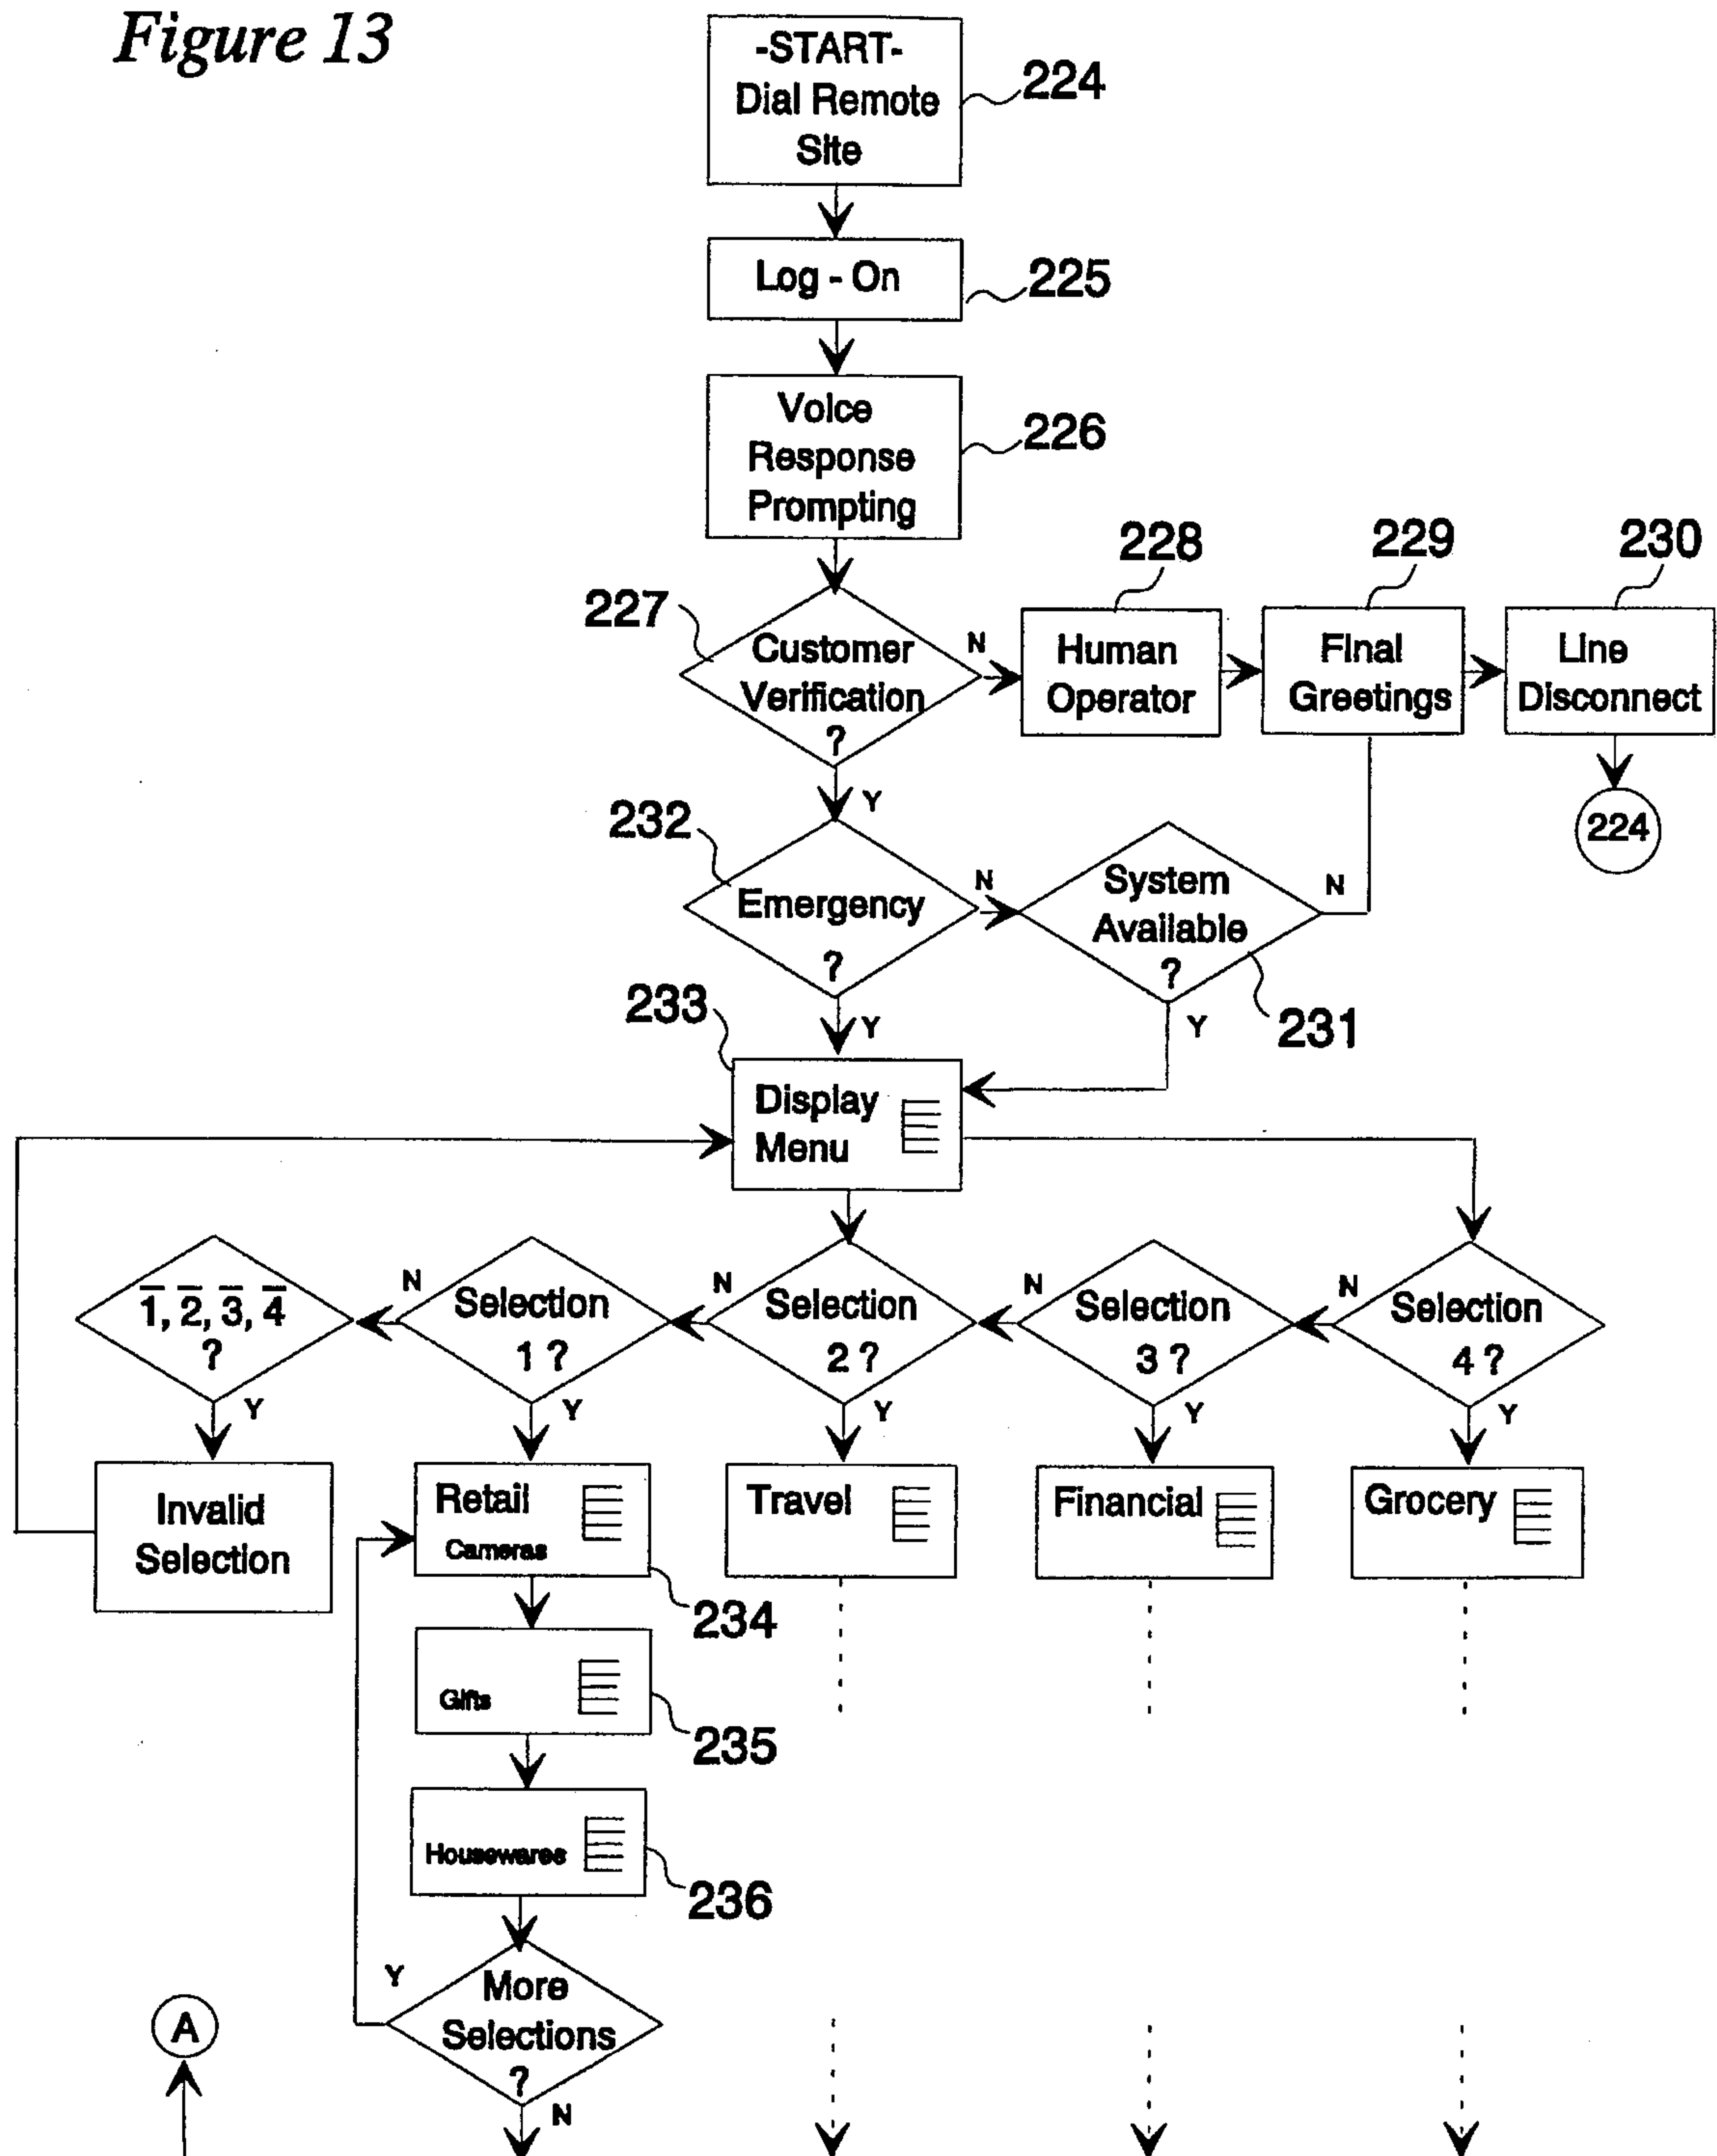 Figure 13
-START-
Dial Remote
Site
224
Log - On
225
Voice
Response
Prompting
226
228
229
230
227
Customer
Verification
?
N
Human
Operator
Final
Greetings
Line
Disconnect
Y
224
232
Emergency
?
N
System
Available
?
N
231
Y
Y
233
Display
Menu
1̅, 2̅, 3̅, 4̅
?
N
Selection
1 ?
N
Selection
2 ?
N
Selection
3 ?
N
Selection
4 ?
Y
Y
Y
Y
Y
Invalid
Selection
Retail
Cameras
234
Travel
Financial
Grocery
Gifts
235
Housewares
236
Y
More
Selections
?
N
A